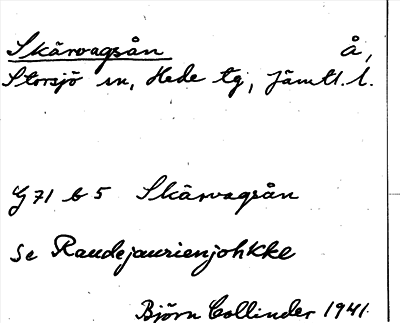 Skärvagsån å,
Storsjö sn, Hede tg, Jämtl. l.
G 71 b 5 Skärvagsån
Se Raudejaurienjohkke
Björn Collinder 1941.